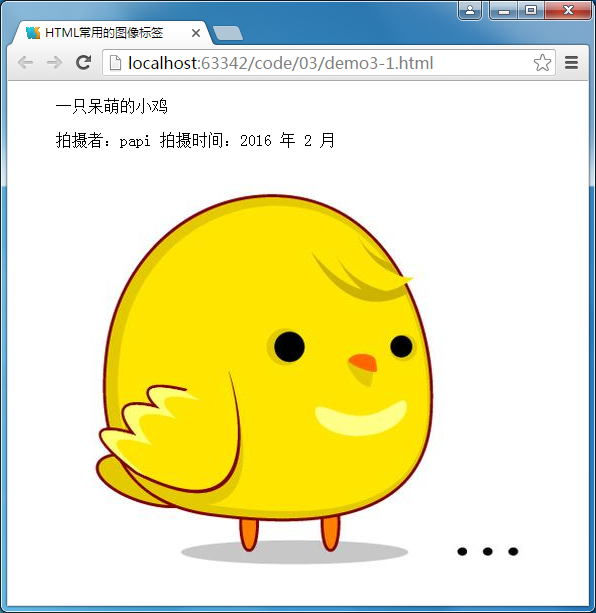 HTML常用的图像标签
localhost:63342/code/03/demo3-1.html
一只呆萌的小鸡
拍摄者：papi 拍摄时间：2016 年 2 月